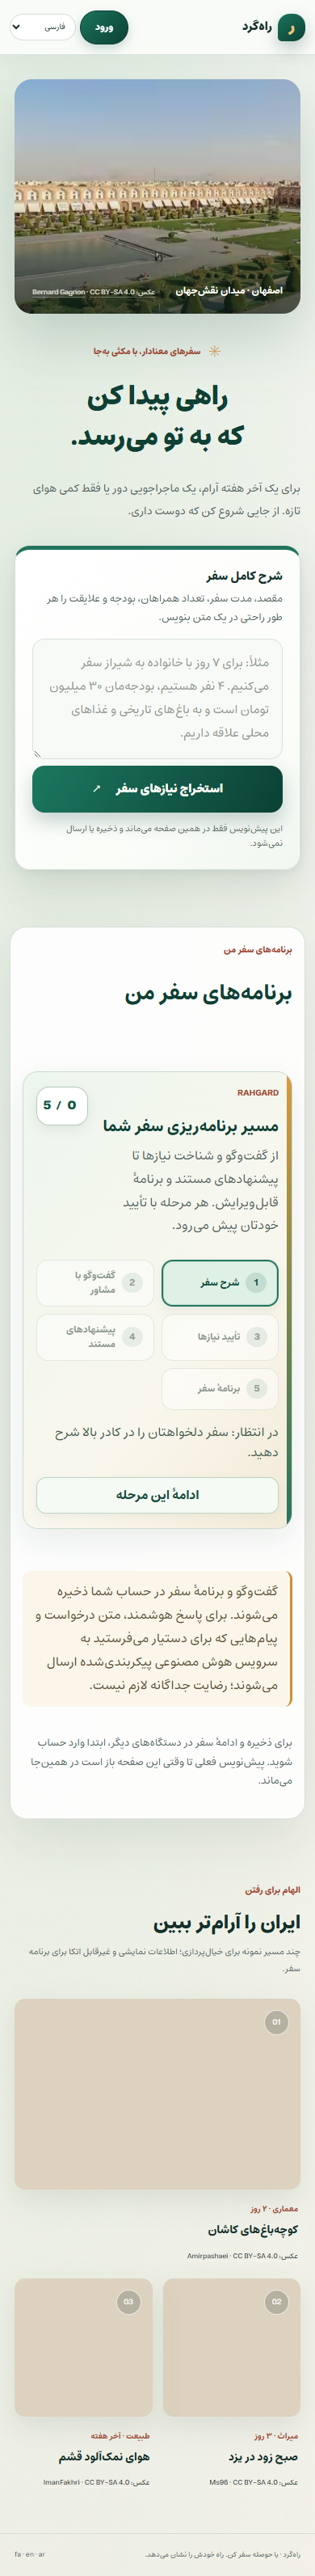 ر
راه‌گرد
ورود
فارسی
اصفهان · میدان نقش‌جهان
عکس: Bernard Gagnon · CC BY-SA 4.0
سفرهای معنادار، با مکثی به‌جا
راهی پیدا کن
که به تو می‌رسد.
برای یک آخر هفته آرام، یک ماجراجویی دور یا فقط کمی هوای
تازه. از جایی شروع کن که دوست داری.
شرح کامل سفر
مقصد، مدت سفر، تعداد همراهان، بودجه و علایقت را هر
طور راحتی در یک متن بنویس.
مثلاً: برای ۷ روز با خانواده به شیراز سفر
می‌کنیم. ۴ نفر هستیم، بودجه‌مان ۳۰ میلیون
تومان است و به باغ‌های تاریخی و غذاهای
محلی علاقه داریم.
استخراج نیازهای سفر ↗
این پیش‌نویس فقط در همین صفحه می‌ماند و ذخیره یا ارسال
نمی‌شود.
برنامه‌های سفر من
برنامه‌های سفر من
RAHGARD
5 / 0
مسیر برنامه‌ریزی سفر شما
از گفت‌وگو و شناخت نیازها تا
پیشنهادهای مستند و برنامهٔ
قابل‌ویرایش. هر مرحله با تأیید
خودتان پیش می‌رود.
1 شرح سفر
2 گفت‌وگو با
مشاور
3 تأیید نیازها
4 پیشنهادهای
مستند
5 برنامهٔ سفر
در انتظار: سفر دلخواهتان را در کادر بالا شرح
دهید.
ادامهٔ این مرحله
گفت‌وگو و برنامهٔ سفر در حساب شما ذخیره
می‌شوند. برای پاسخ هوشمند، متن درخواست و
پیام‌هایی که برای دستیار می‌فرستید به
سرویس هوش مصنوعی پیکربندی‌شده ارسال
می‌شوند؛ رضایت جداگانه لازم نیست.
برای ذخیره و ادامهٔ سفر در دستگاه‌های دیگر، ابتدا وارد حساب
شوید. پیش‌نویس فعلی تا وقتی این صفحه باز است در همین‌جا
می‌ماند.
الهام برای رفتن
ایران را آرام‌تر ببین
چند مسیر نمونه برای خیال‌پردازی؛ اطلاعات نمایشی و غیرقابل اتکا برای برنامه
سفر.
01
معماری · ۲ روز
کوچه‌باغ‌های کاشان
عکس: Amirpashaei · CC BY-SA 4.0
02
میراث · ۳ روز
صبح زود در یزد
عکس: Ms96 · CC BY-SA 4.0
03
طبیعت · آخر هفته
هوای نمک‌آلود قشم
عکس: ImanFakhri · CC BY-SA 4.0
راه‌گرد · با حوصله سفر کن. راه خودش را نشان می‌دهد.
fa · en · ar